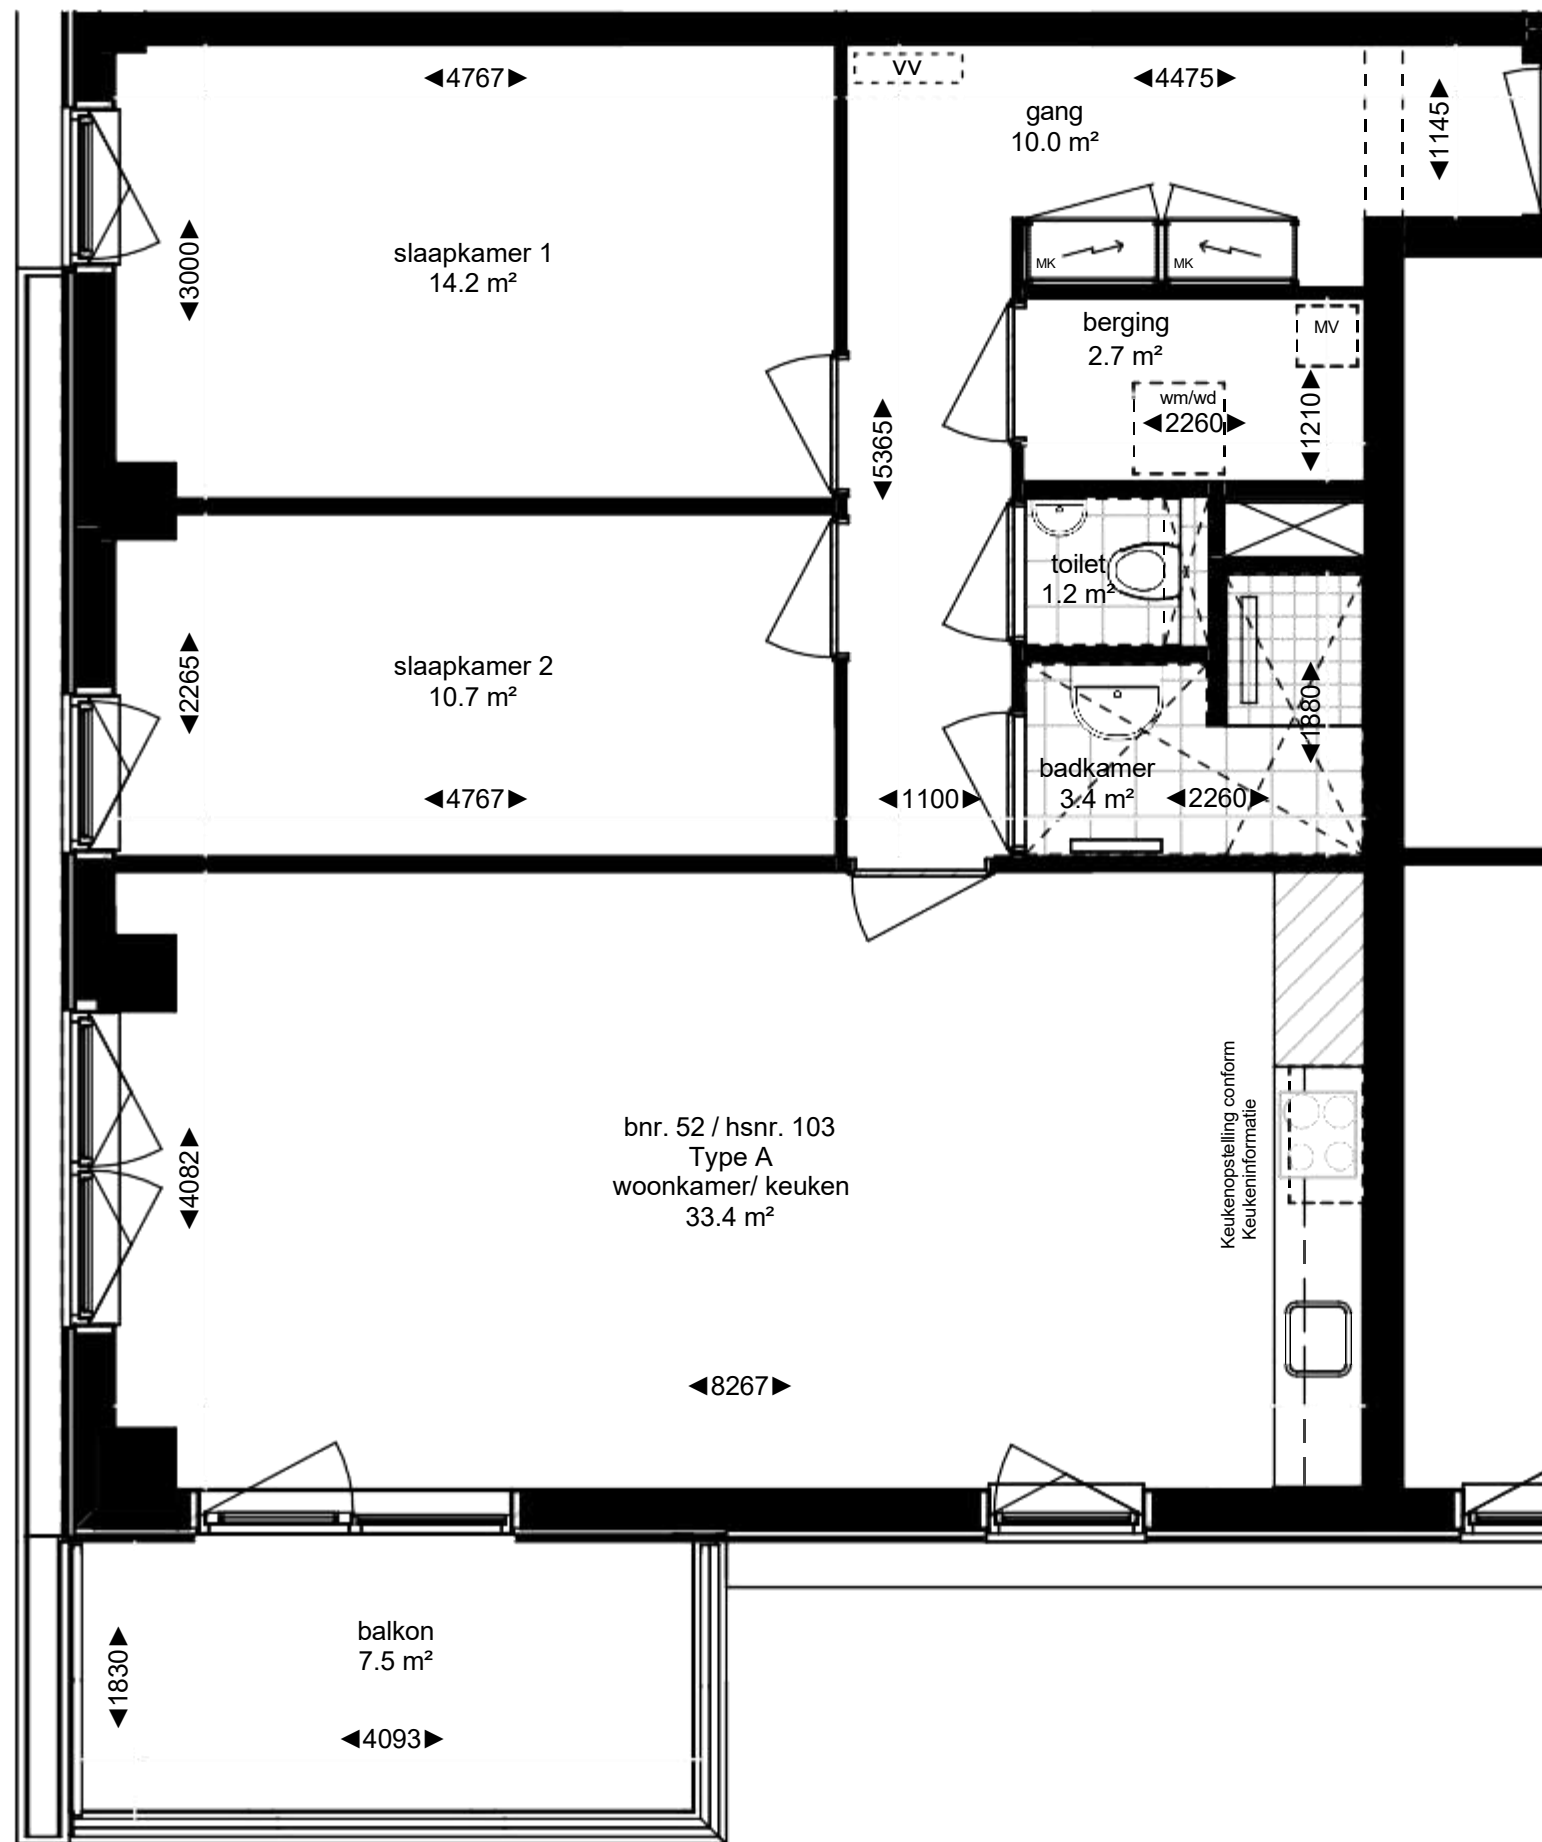 4767
VV
4475
gang
10.0 m²
1145
slaapkamer 1
14.2 m²
3000
MK
MK
berging
2.7 m²
MV
wm/wd
2260
1210
5365
toilet
1.2 m²
slaapkamer 2
10.7 m²
2265
4767
1100
badkamer
3.4 m²
2260
1880
bnr. 52 / hsnr. 103
Type A
woonkamer/ keuken
33.4 m²
4082
Keukenopstelling conform
Keukeninformatie
8267
balkon
7.5 m²
1830
4093